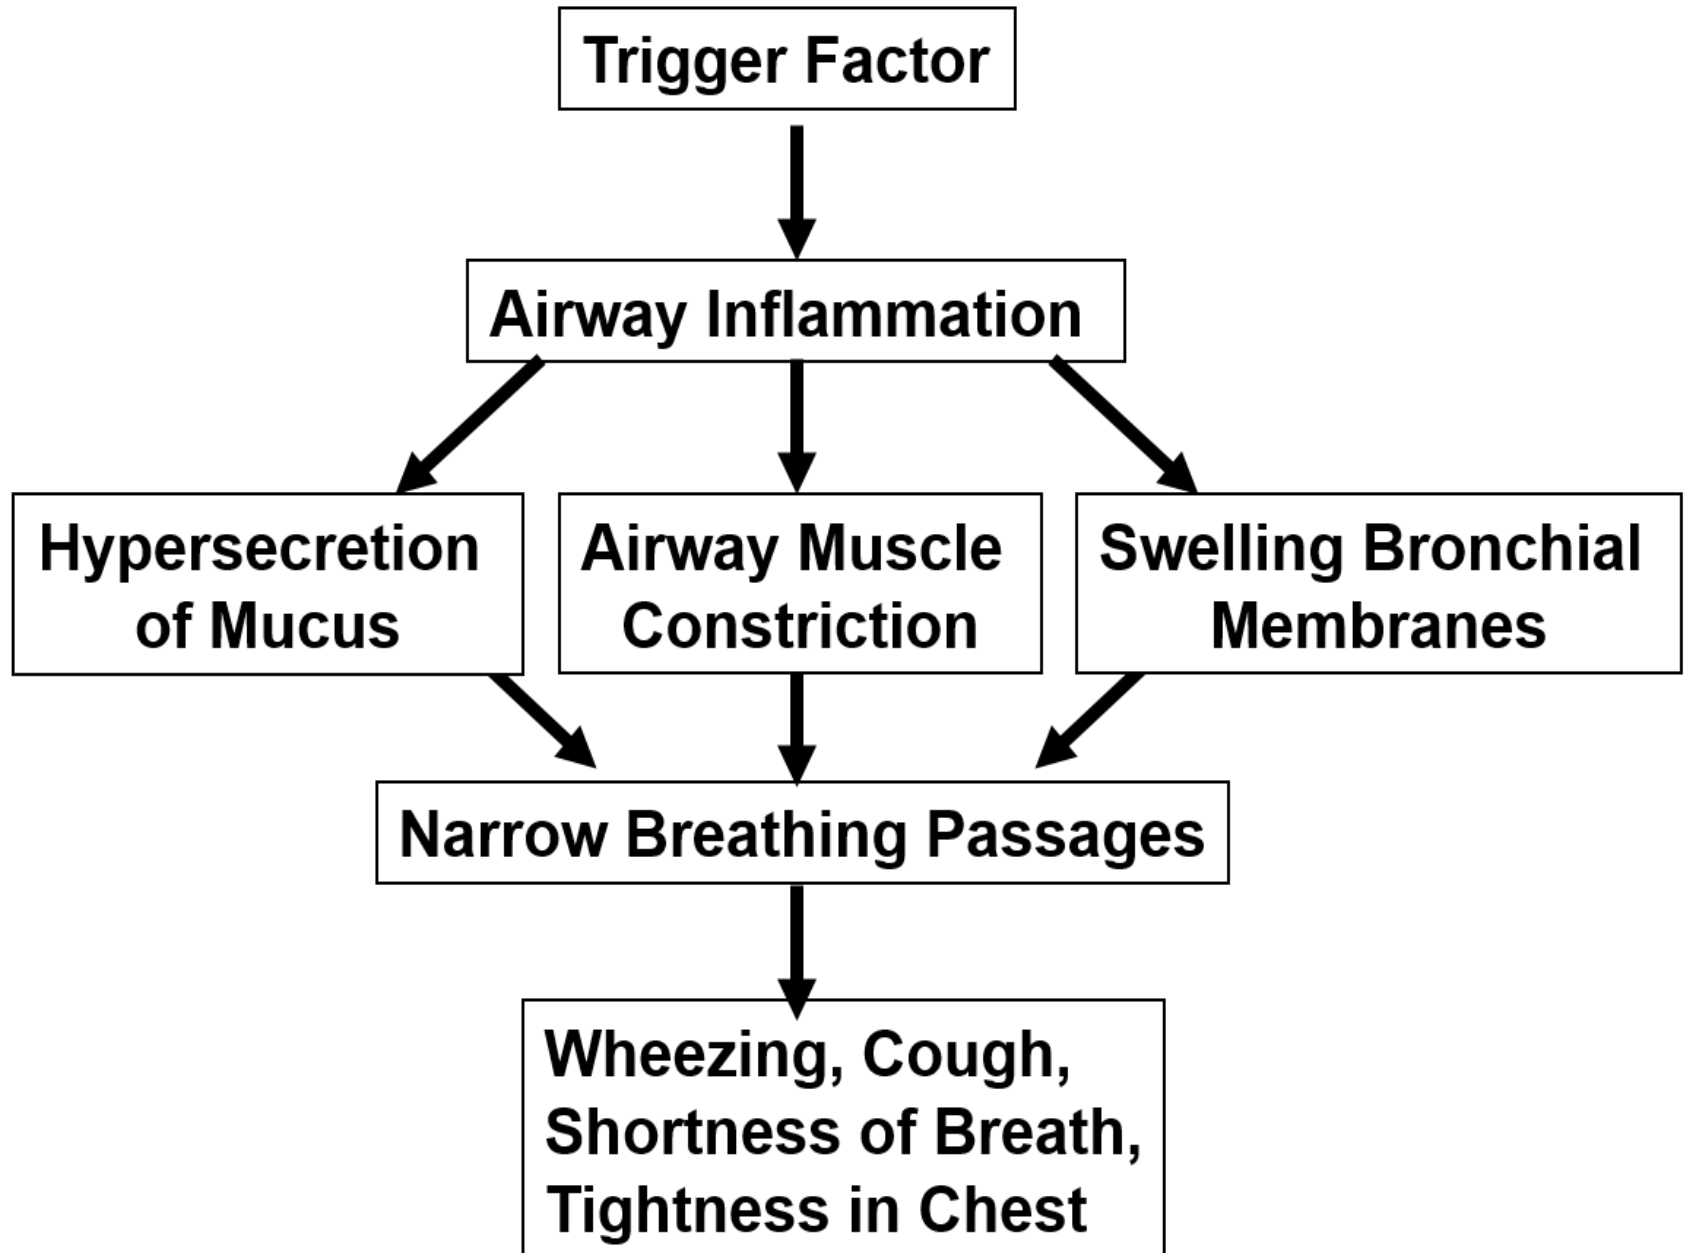 Trigger Factor
Airway Inflammation
Hypersecretion
of Mucus
Airway Muscle
Constriction
Swelling Bronchial
Membranes
Narrow Breathing Passages
Wheezing, Cough,
Shortness of Breath,
Tightness in Chest